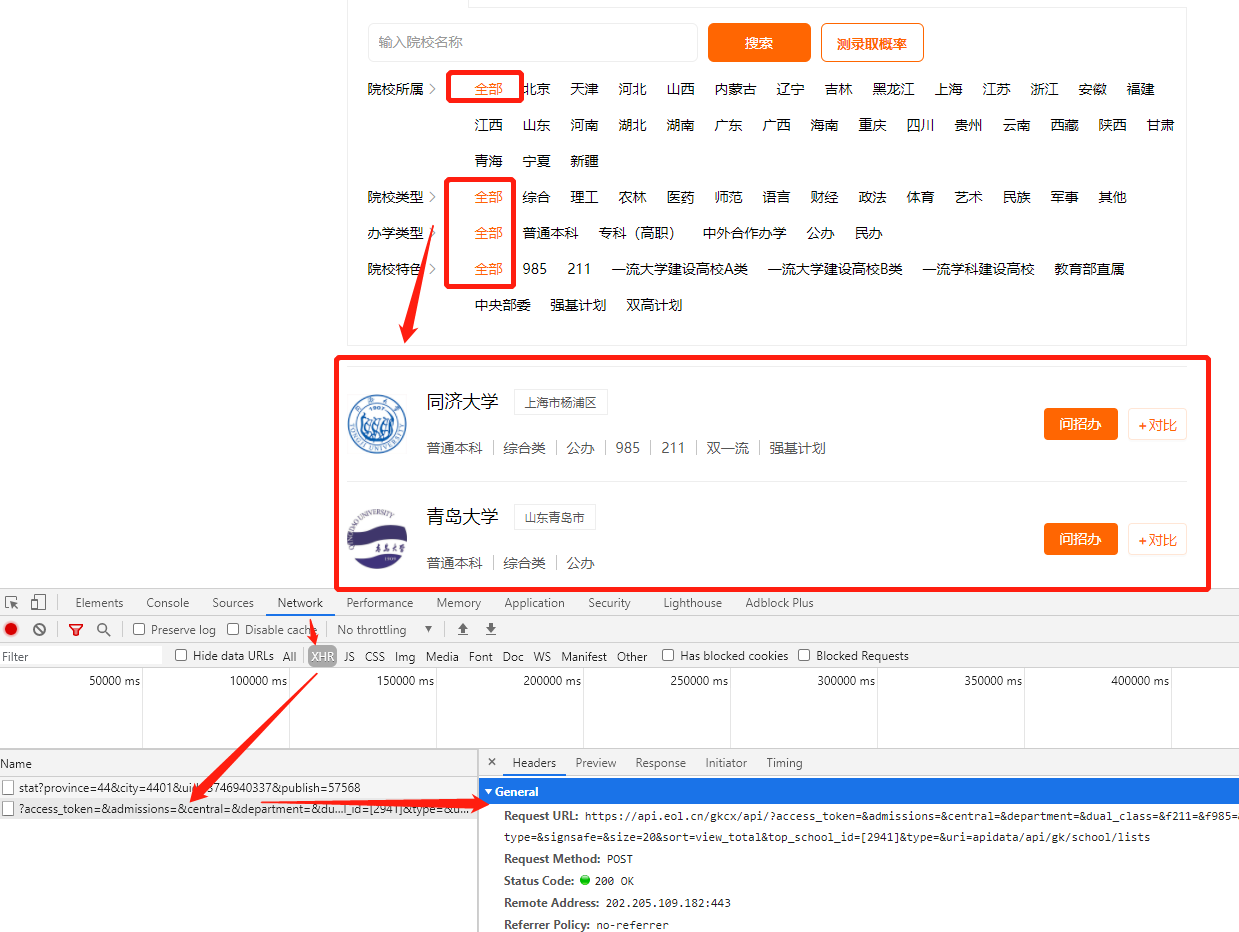 输入院校名称 搜索 测录取概率
院校所属 全部 北京 天津 河北 山西 内蒙古 辽宁 吉林 黑龙江 上海 江苏 浙江 安徽 福建
江西 山东 河南 湖北 湖南 广东 广西 海南 重庆 四川 贵州 云南 西藏 陕西 甘肃
青海 宁夏 新疆
院校类型 全部 综合 理工 农林 医药 师范 语言 财经 政法 体育 艺术 民族 军事 其他
办学类型 全部 普通本科 专科（高职） 中外合作办学 公办 民办
院校特色 全部 985 211 一流大学建设高校A类 一流大学建设高校B类 一流学科建设高校 教育部直属
中央部委 强基计划 双高计划
同济大学 上海市杨浦区
问招办 +对比
普通本科 综合类 公办 985 211 双一流 强基计划
青岛大学 山东青岛市
问招办 +对比
普通本科 综合类 公办
Elements Console Sources Network Performance Memory Application Security Lighthouse Adblock Plus
Preserve log Disable cache No throttling
Filter Hide data URLs All XHR JS CSS Img Media Font Doc WS Manifest Other Has blocked cookies Blocked Requests
50000 ms 100000 ms 150000 ms 200000 ms 250000 ms 300000 ms 350000 ms 400000 ms
Name × Headers Preview Response Initiator Timing
stat?province=44&city=4401& 3746940337&publish=57568
General
?access_token=&admissions=&central=&department=&du...l_id=[2941]&type=&u...
Request URL: https://api.eol.cn/gkcx/api/?access_token=&admissions=&central=&department=&dual_class=&f211=&f985=&
type=&signsafe=&size=20&sort=view_total&top_school_id=[2941]&type=&uri=apidata/api/gk/school/lists
Request Method: POST
Status Code: 200 OK
Remote Address: 202.205.109.182:443
Referrer Policy: no-referrer